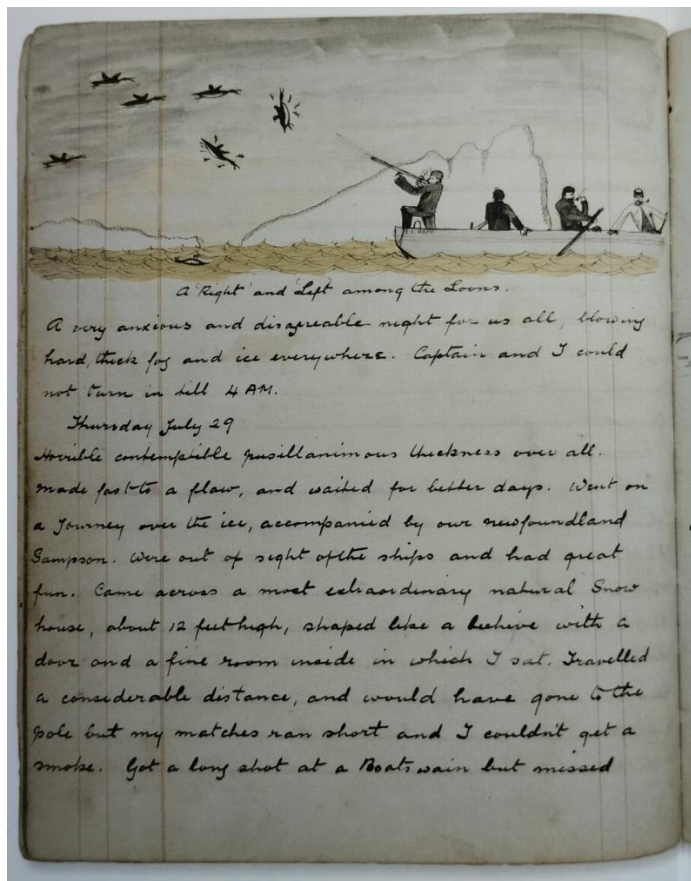 A "Right" and "Left" among the Loons.
A very anxious and disagreeable night for us all, blowing
hard, thick fog and ice everywhere. Captain and I could
not turn in till 4 AM.
Thursday July 29
Horrible contemptible pusillanimous thickness over all.
Made fast to a flaw, and waited for better days. Went on
a Journey over the ice, accompanied by our newfoundland
Sampson. Were out of sight of the ships and had great
fun. Came across a most extraordinary natural Snow
house, about 12 feet high, shaped like a beehive with a
door and a fine room inside in which I sat. Travelled
a considerable distance, and would have gone to the
pole but my matches ran short and I couldn't get a
smoke. Got a long shot at a Boatswain but missed